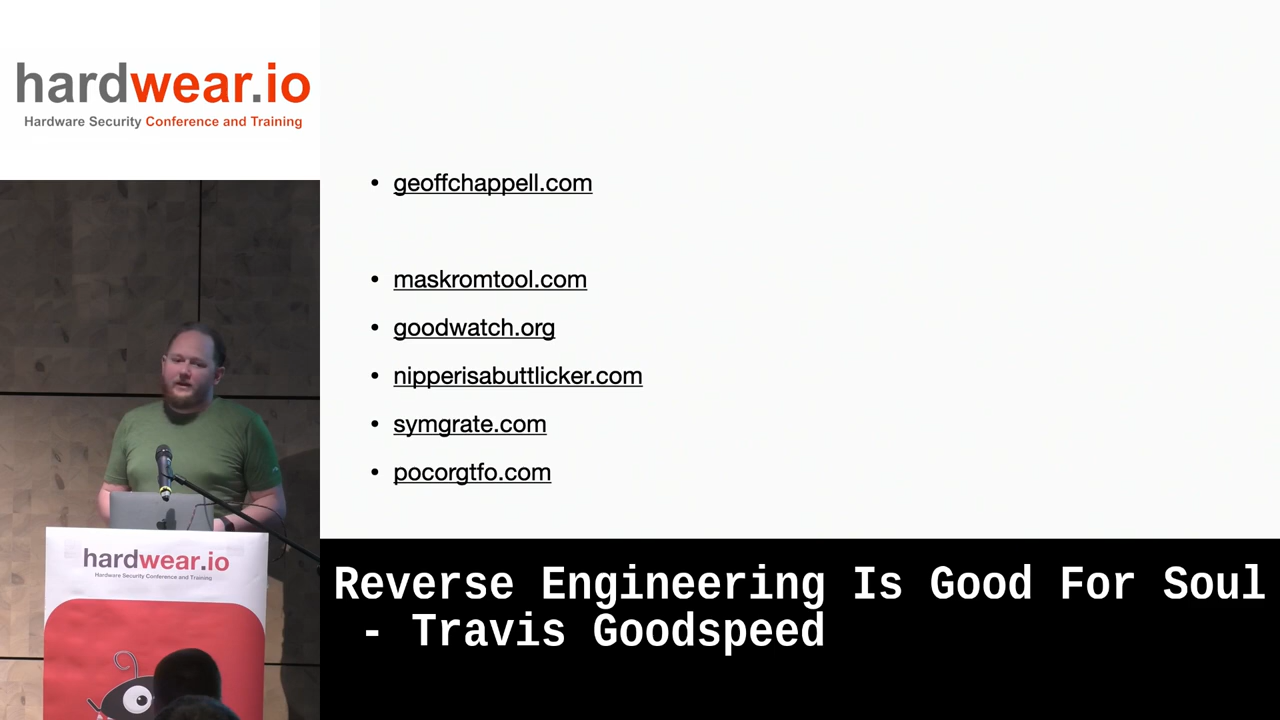 hardwear.io
Hardware Security Conference and Training
• geoffchappell.com
• maskromtool.com
• goodwatch.org
• nipperisabuttlicker.com
• symgrate.com
• pocorgtfo.com
hardwear.io
Hardware Security Conference and Training
Reverse Engineering Is Good For Soul
- Travis Goodspeed